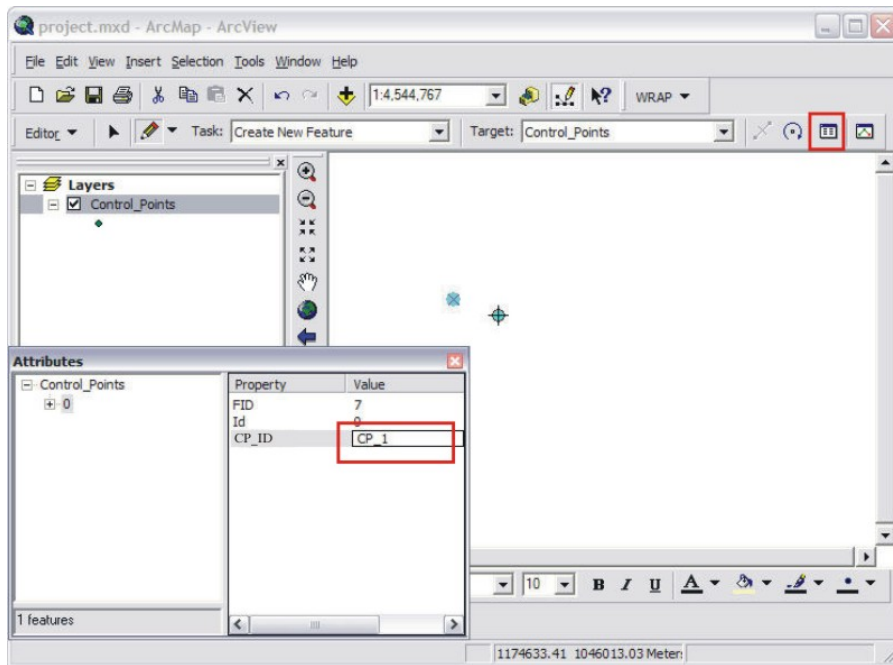 project.mxd - ArcMap - ArcView
File Edit View Insert Selection Tools Window Help
1:4,544,767
WRAP
Editor Task: Create New Feature Target: Control_Points
Layers
Control_Points
Attributes
Control_Points
0
Property Value
FID 7
Id 0
CP_ID CP_1
1 features
10 B I U A
1174633.41 1046013.03 Meter